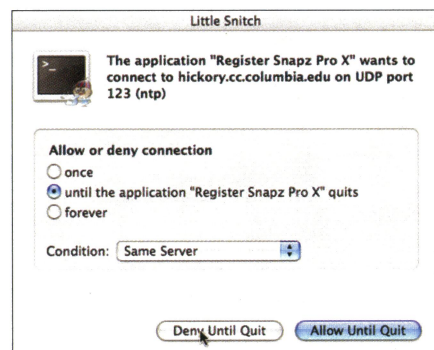 Little Snitch
The application "Register Snapz Pro X" wants to
connect to hickory.cc.columbia.edu on UDP port
123 (ntp)
Allow or deny connection
once
until the application "Register Snapz Pro X" quits
forever
Condition: Same Server
Deny Until Quit Allow Until Quit